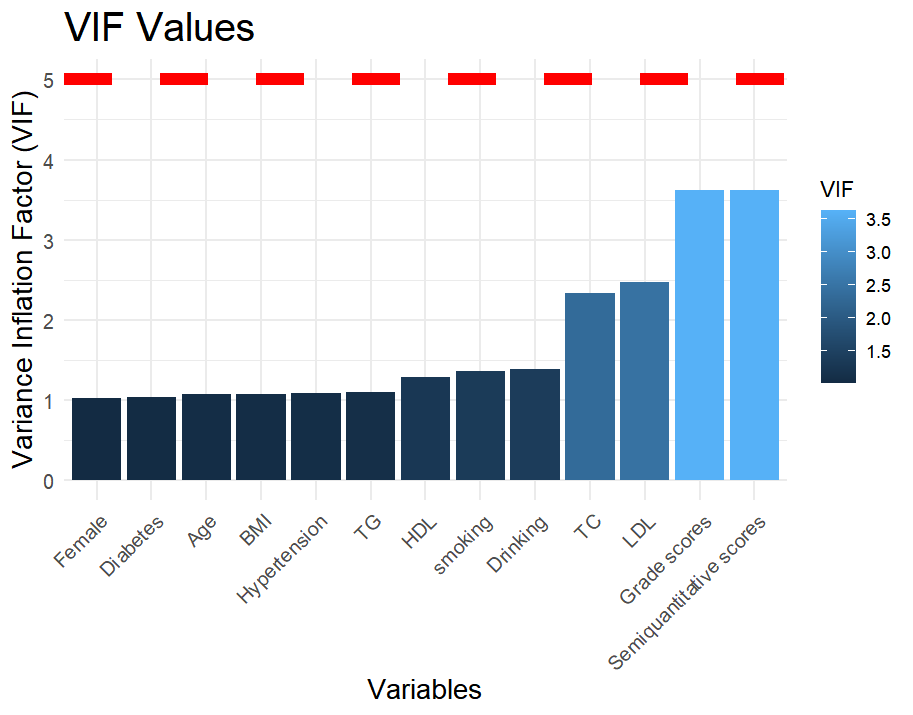 VIF Values
Variance Inflation Factor (VIF)
5
4
3
2
1
0
Female
Diabetes
Age
BMI
Hypertension
TG
HDL
smoking
Drinking
TC
LDL
Grade scores
Semiquantitative scores
Variables
VIF
3.5
3.0
2.5
2.0
1.5